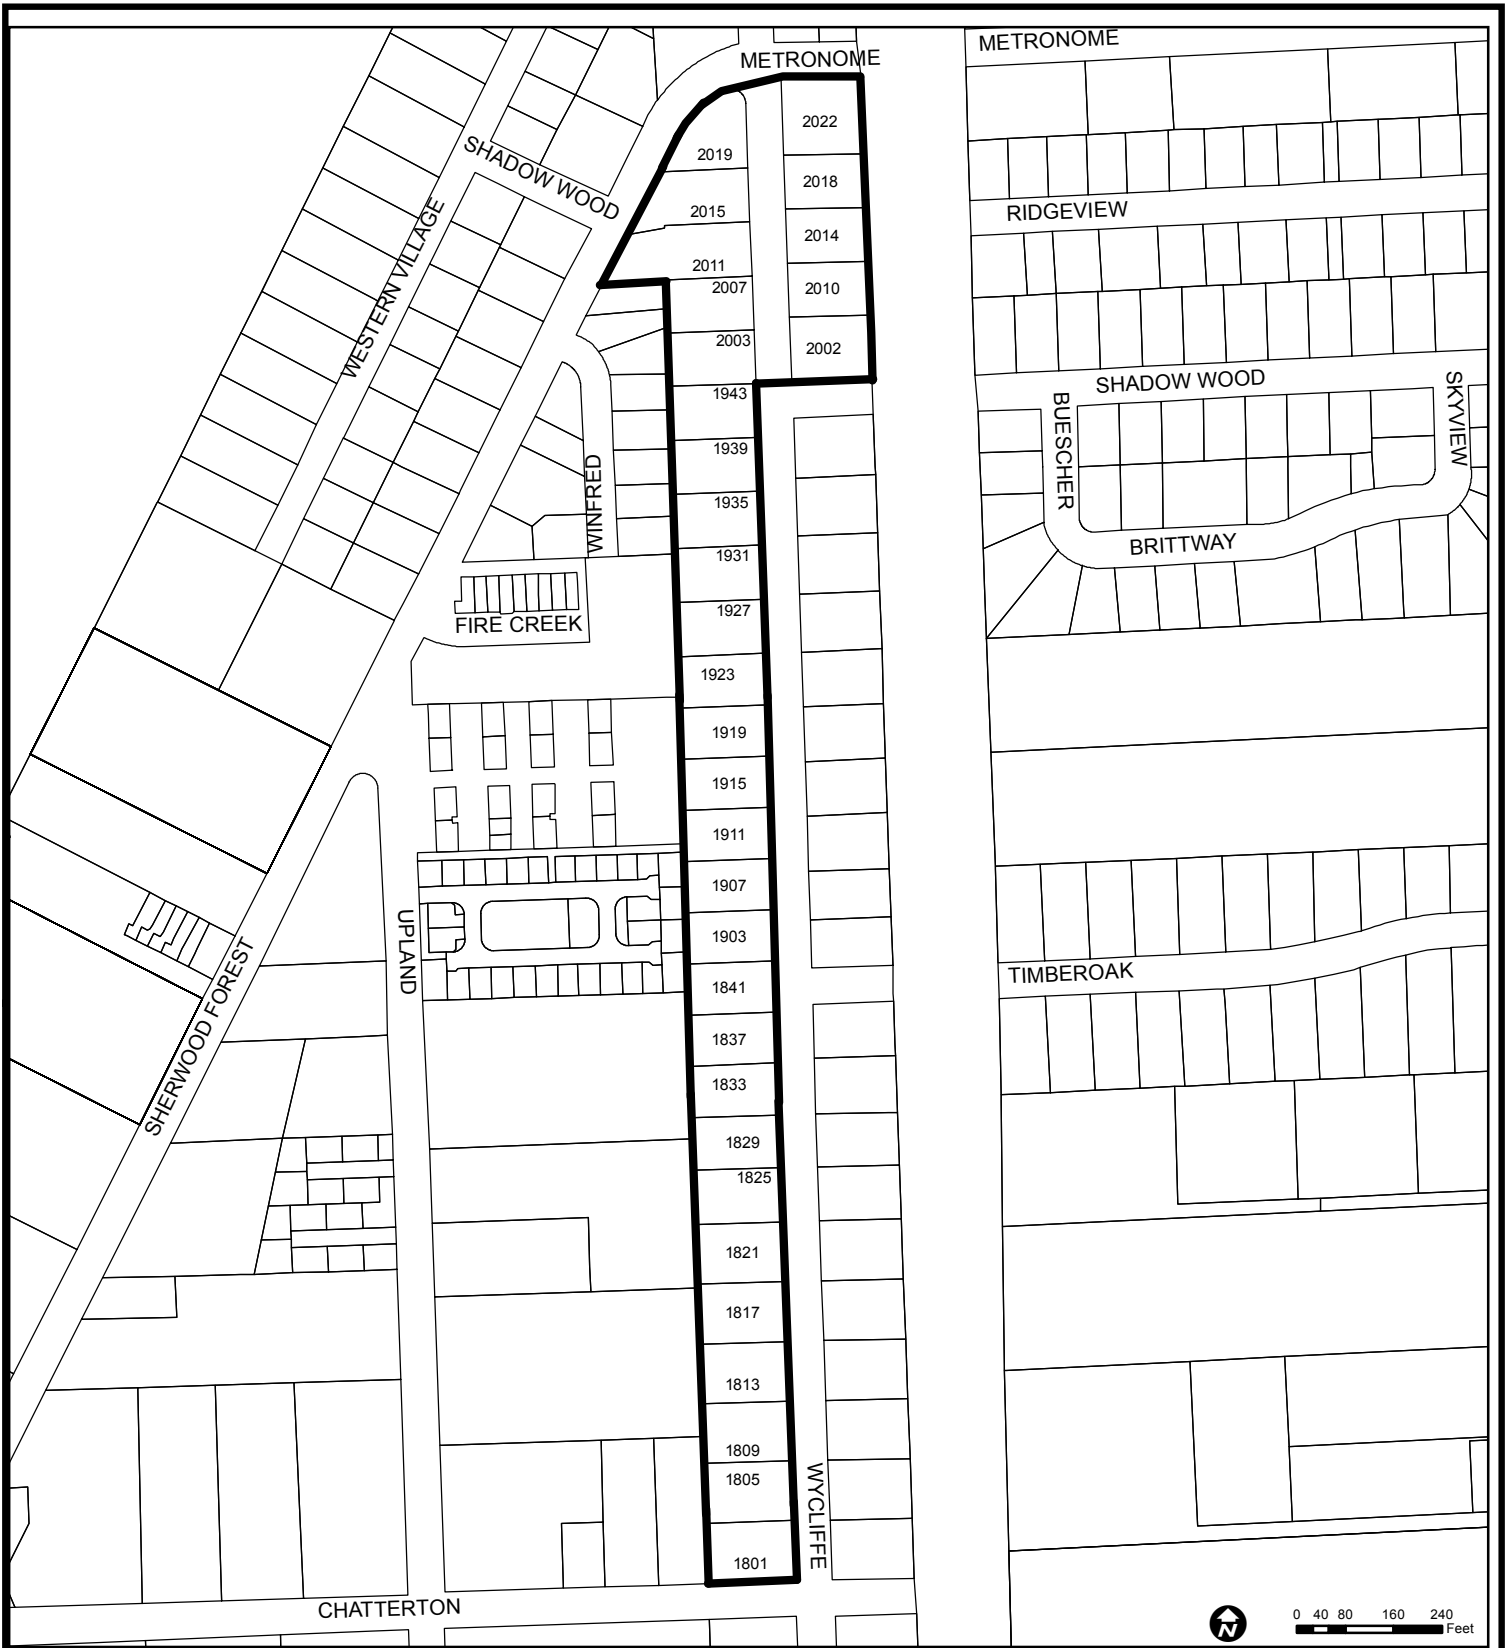 METRONOME
METRONOME
2022
2019
SHADOW WOOD
2018
WESTERN VILLAGE
2015
RIDGEVIEW
2014
2011
2007
2010
2003
2002
SHADOW WOOD
SKYVIEW
1943
BUESCHER
1939
WINFRED
1935
1931
BRITTWAY
1927
FIRE CREEK
1923
1919
1915
1911
1907
UPLAND
1903
SHERWOOD FOREST
TIMBEROAK
1841
1837
1833
1829
1825
1821
1817
1813
1809
1805
WYCLIFFE
1801
CHATTERTON
N
0 40 80 160 240
Feet